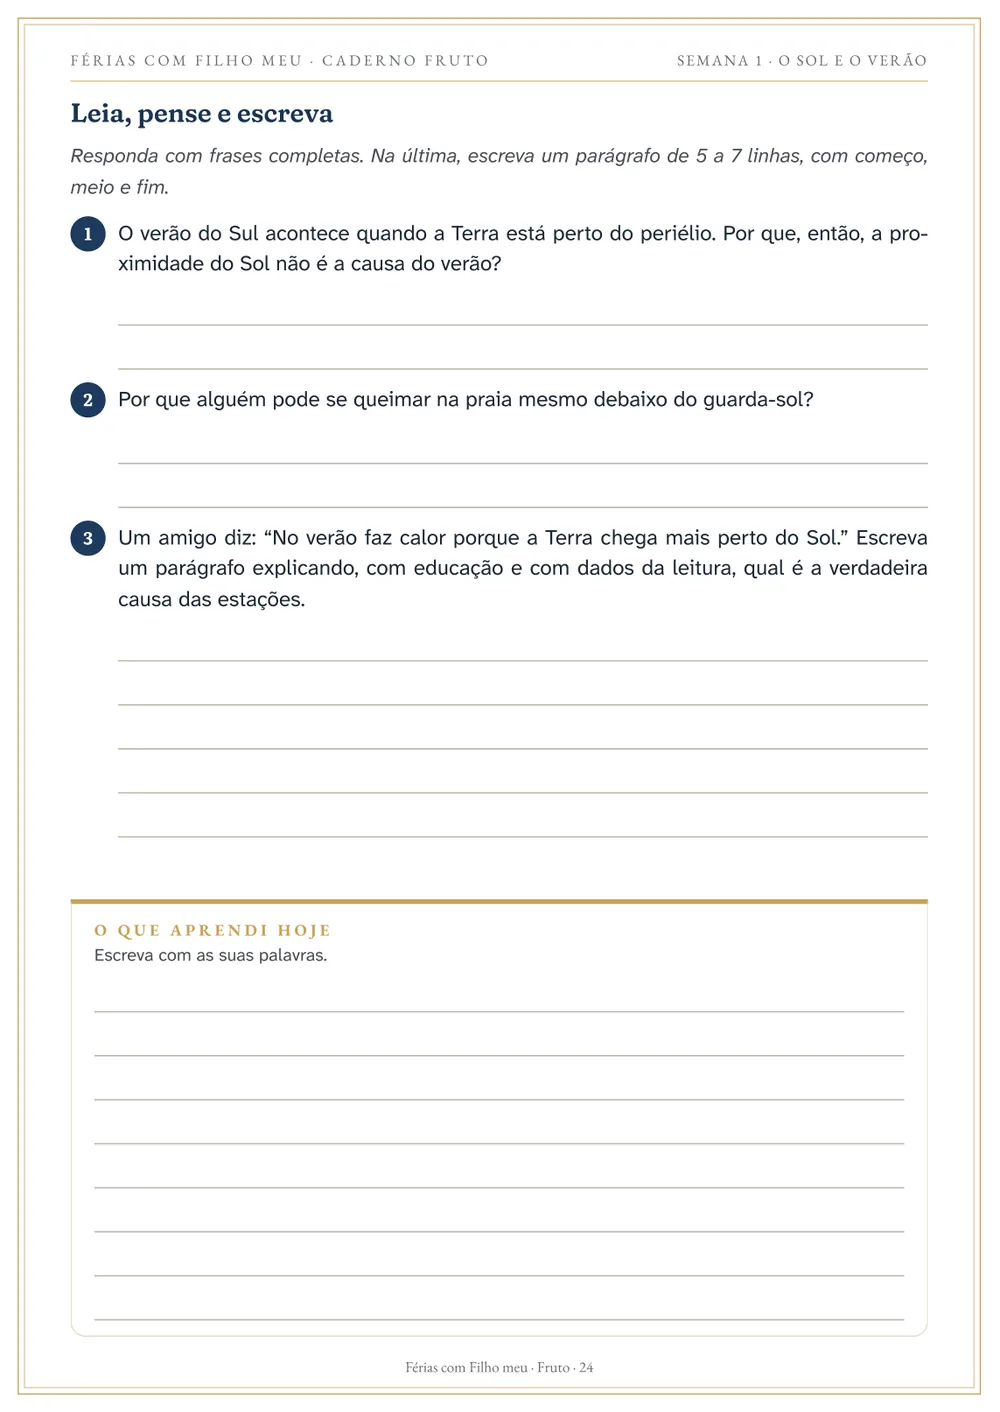 FÉRIAS COM FILHO MEU · CADERNO FRUTO
SEMANA 1 · O SOL E O VERÃO
Leia, pense e escreva
Responda com frases completas. Na última, escreva um parágrafo de 5 a 7 linhas, com começo,
meio e fim.
1 O verão do Sul acontece quando a Terra está perto do periélio. Por que, então, a pro-
ximidade do Sol não é a causa do verão?
2 Por que alguém pode se queimar na praia mesmo debaixo do guarda-sol?
3 Um amigo diz: “No verão faz calor porque a Terra chega mais perto do Sol.” Escreva
um parágrafo explicando, com educação e com dados da leitura, qual é a verdadeira
causa das estações.
O QUE APRENDI HOJE
Escreva com as suas palavras.
Férias com Filho meu · Fruto · 24